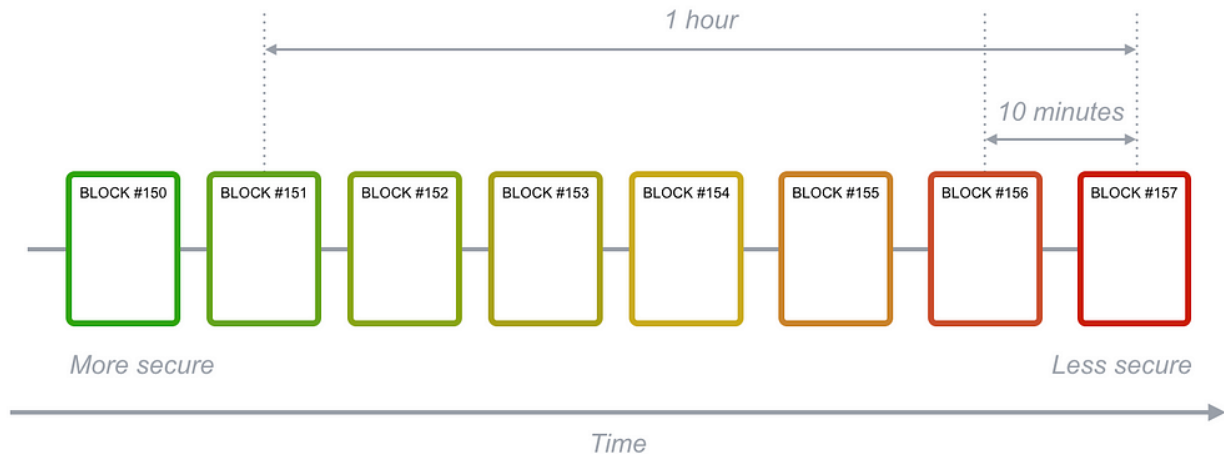 1 hour
10 minutes
BLOCK #150
BLOCK #151
BLOCK #152
BLOCK #153
BLOCK #154
BLOCK #155
BLOCK #156
BLOCK #157
More secure
Less secure
Time